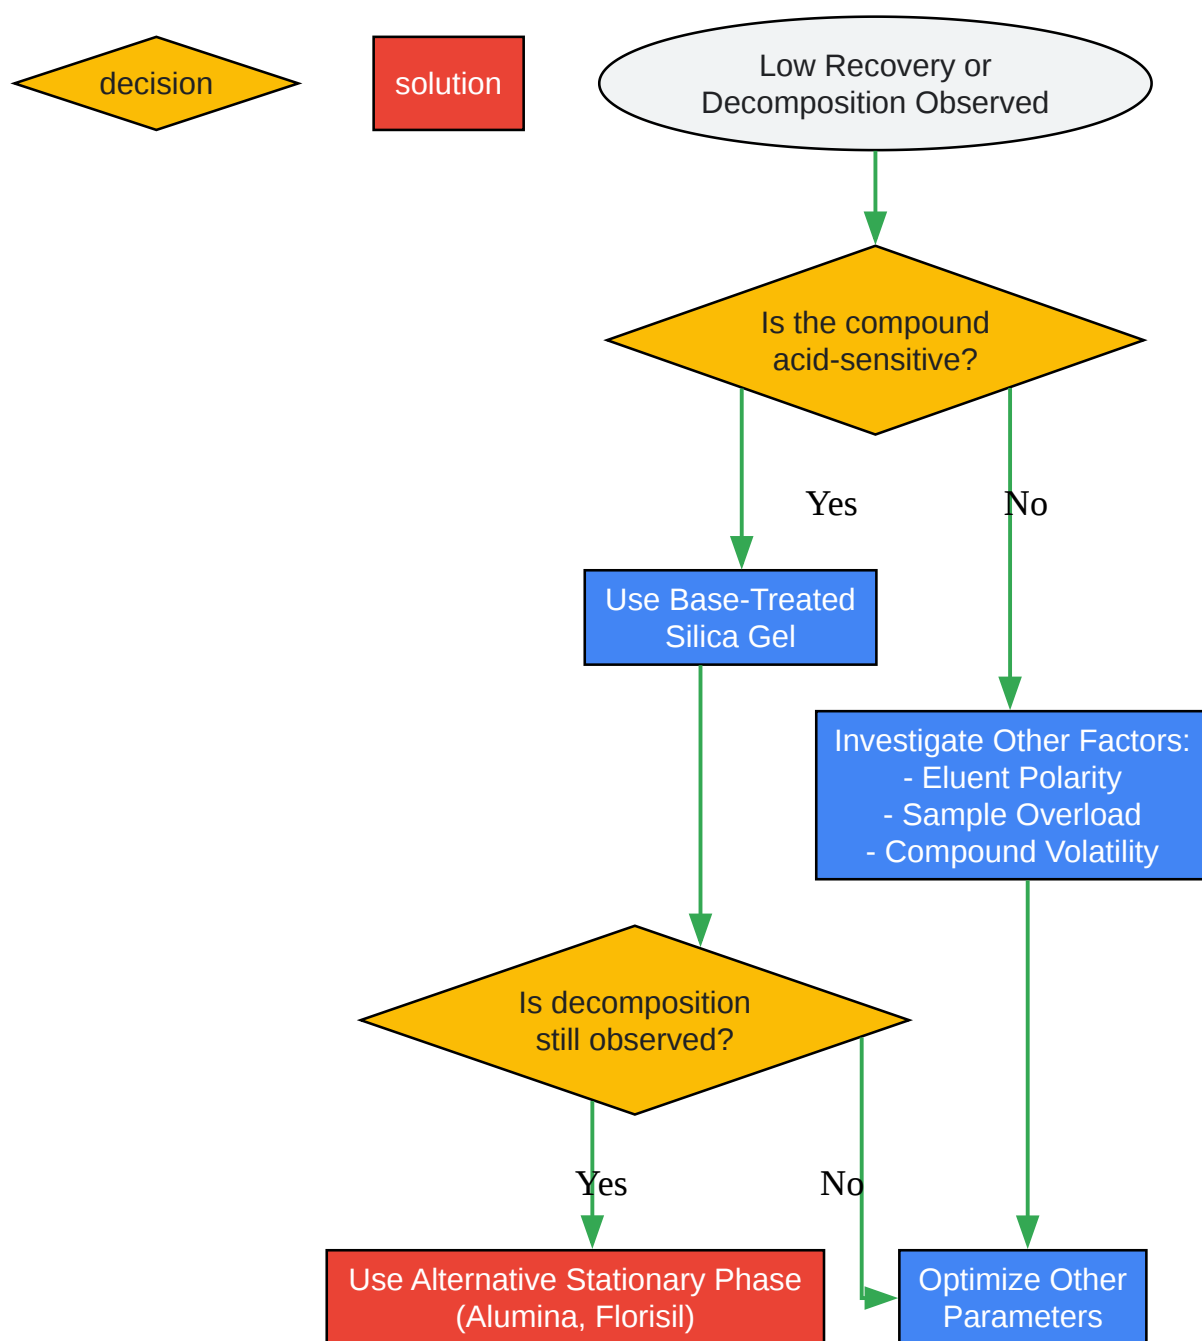 decision
solution
Low Recovery or
Decomposition Observed
Is the compound
acid-sensitive?
Yes
No
Use Base-Treated
Silica Gel
Investigate Other Factors:
- Eluent Polarity
- Sample Overload
- Compound Volatility
Is decomposition
still observed?
Yes
No
Use Alternative Stationary Phase
(Alumina, Florisil)
Optimize Other
Parameters